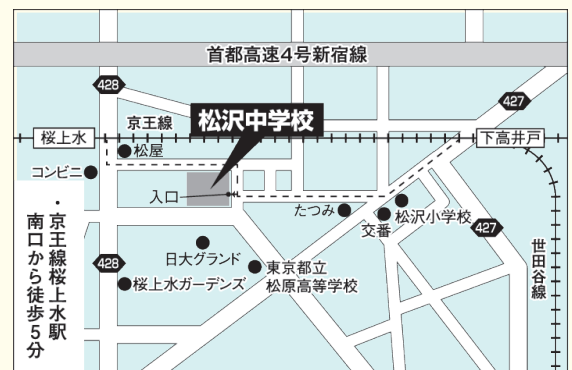 首都高速4号新宿線
428
427
京王線
松沢中学校
桜上水
下高井戸
松屋
コンビニ
入口
たつみ
松沢小学校
交番
427
日大グランド
東京都立
松原高等学校
428
桜上水ガーデンズ
世田谷線
・京王線桜上水駅
南口から徒歩5分